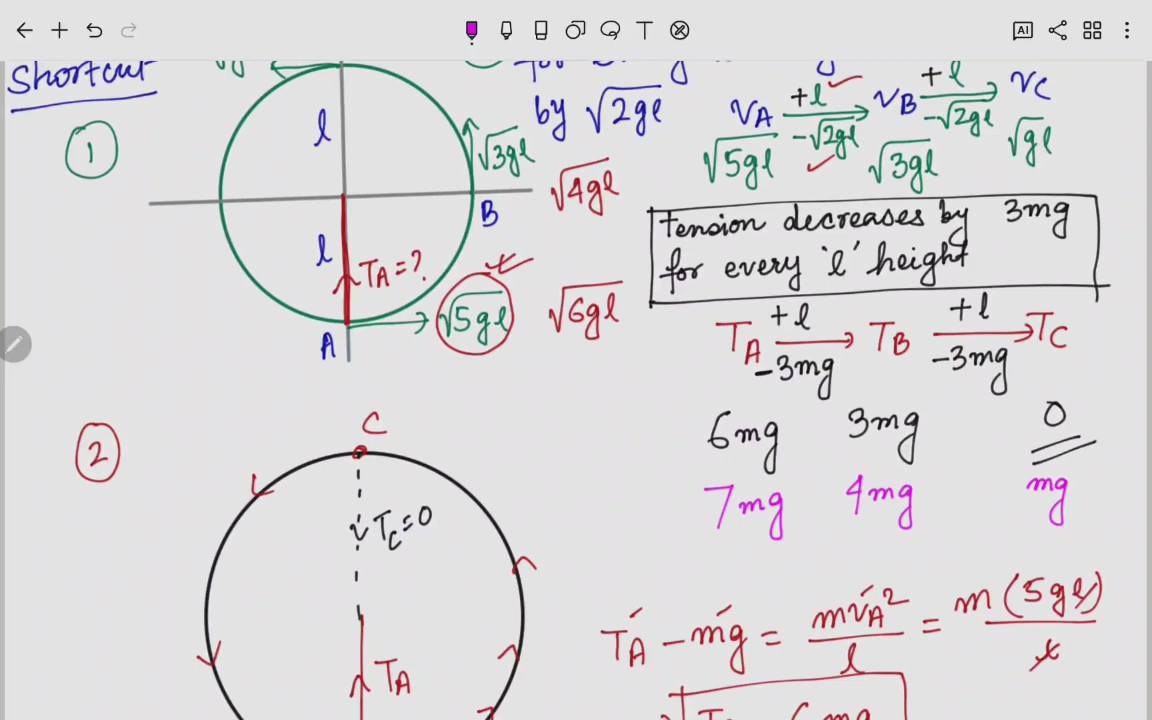 Shortcut
by √2gl
V_A +l → -√2gl V_B +l → -√2gl V_C
√5gl √3gl √gl
1
l
√3gl
√4gl
B
Tension decreases by 3mg
for every 'l' height
l
T_A = ?
√5gl
√6gl
A
T_A +l → -3mg T_B +l → -3mg T_C
6mg 3mg 0
7mg 4mg mg
2
C
T_C = 0
T_A - mg = mv_A²/l = m(5gl)/l
T_A
6mg
AI
T